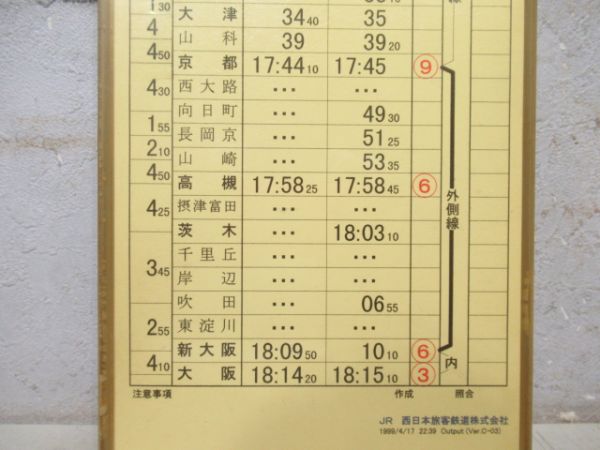 1 30
大津 34 40 35
4
山科 39 39 20
4 50
京都 17:44 10 17:45 ⑨
西大路 … …
4 30
向日町 … 49 30
1 55
長岡京 … 51 25
2 10
山崎 … 53 35
4 50
高槻 17:58 25 17:58 45 ⑥
外側線
摂津富田 … …
4 25
茨木 … 18:03 10
千里丘 … …
3 45
岸辺 … …
吹田 … 06 55
東淀川 … …
2 55
新大阪 18:09 50 10 10 ⑥
内
4 10
大阪 18:14 20 18:15 10 ③
注意事項 作成 照合
JR 西日本旅客鉄道株式会社
1999/4/17 22:39 Output (Ver.C-03)